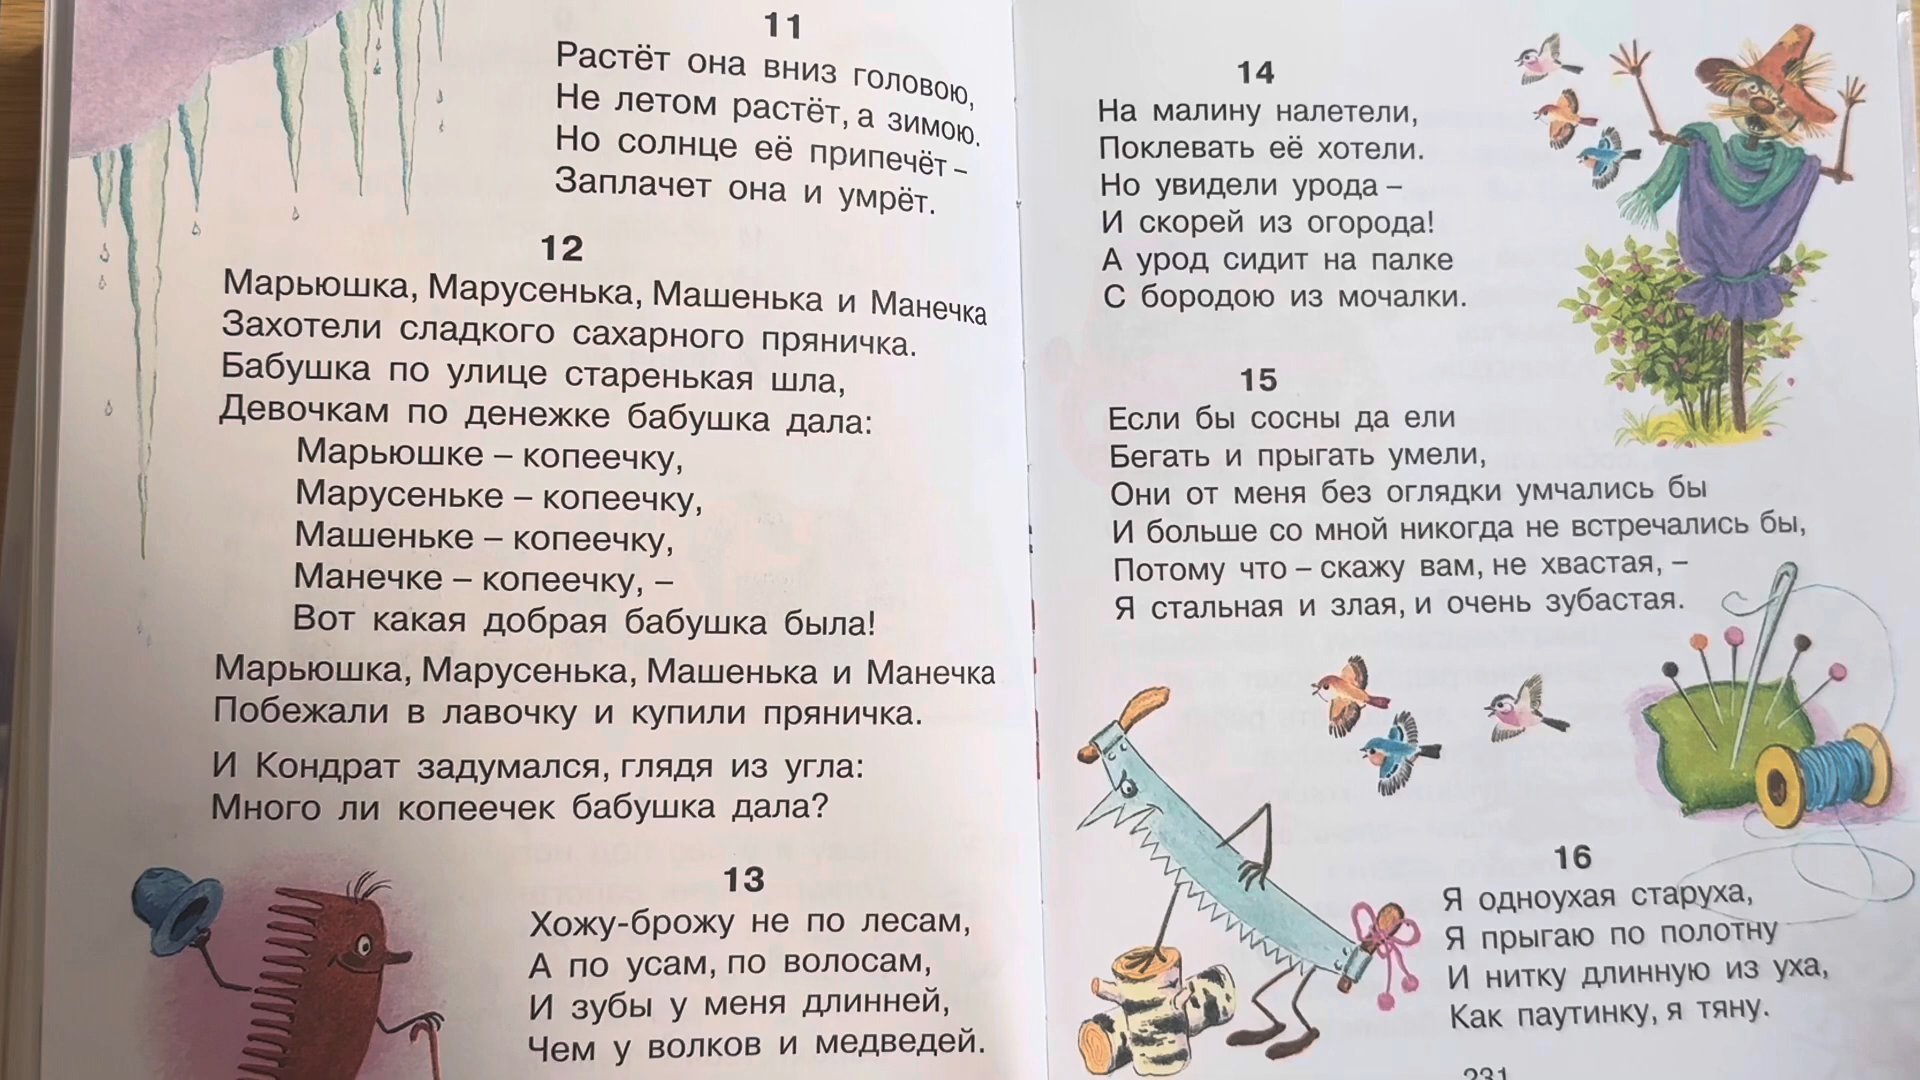 11
Растёт она вниз головою,
Не летом растёт, а зимою.
Но солнце её припечёт –
Заплачет она и умрёт.
12
Марьюшка, Марусенька, Машенька и Манечка
Захотели сладкого сахарного пряничка.
Бабушка по улице старенькая шла,
Девочкам по денежке бабушка дала:
Марьюшке – копеечку,
Марусеньке – копеечку,
Машеньке – копеечку,
Манечке – копеечку, –
Вот какая добрая бабушка была!
Марьюшка, Марусенька, Машенька и Манечка
Побежали в лавочку и купили пряничка.
И Кондрат задумался, глядя из угла:
Много ли копеечек бабушка дала?
13
Хожу-брожу не по лесам,
А по усам, по волосам,
И зубы у меня длинней,
Чем у волков и медведей.
14
На малину налетели,
Поклевать её хотели.
Но увидели урода –
И скорей из огорода!
А урод сидит на палке
С бородою из мочалки.
15
Если бы сосны да ели
Бегать и прыгать умели,
Они от меня без оглядки умчались бы
И больше со мной никогда не встречались бы,
Потому что – скажу вам, не хвастая, –
Я стальная и злая, и очень зубастая.
16
Я одноухая старуха,
Я прыгаю по полотну
И нитку длинную из уха,
Как паутинку, я тяну.
231